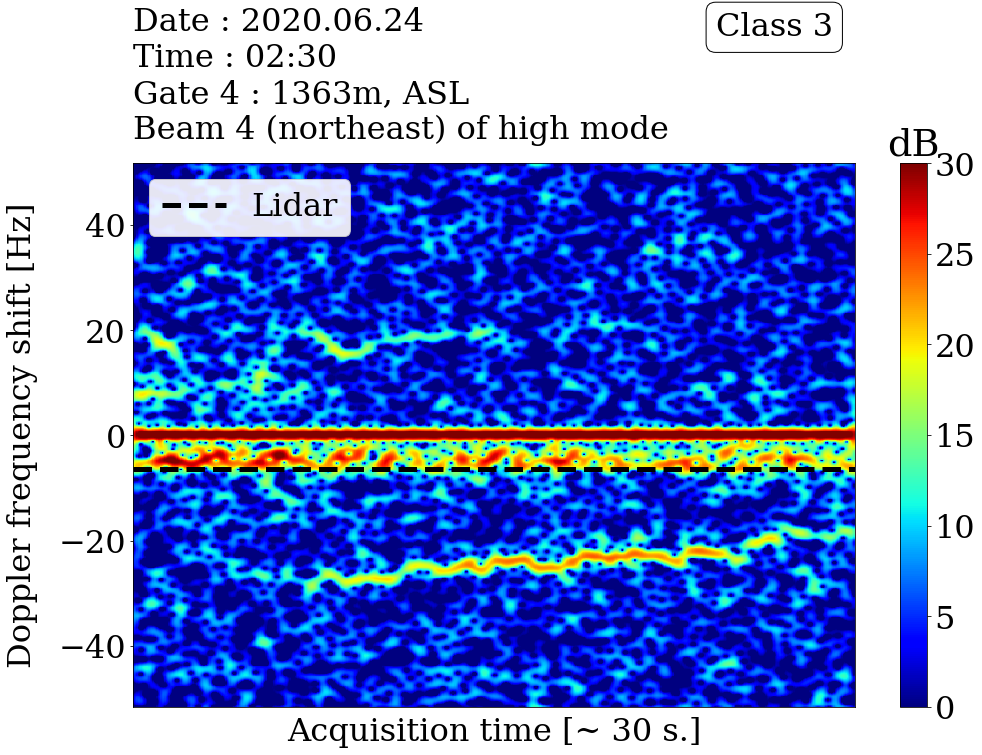 Date : 2020.06.24
Time : 02:30
Gate 4 : 1363m, ASL
Beam 4 (northeast) of high mode
Class 3
dB
Lidar
Doppler frequency shift [Hz]
40
20
0
−20
−40
30
25
20
15
10
5
0
Acquisition time [~ 30 s.]